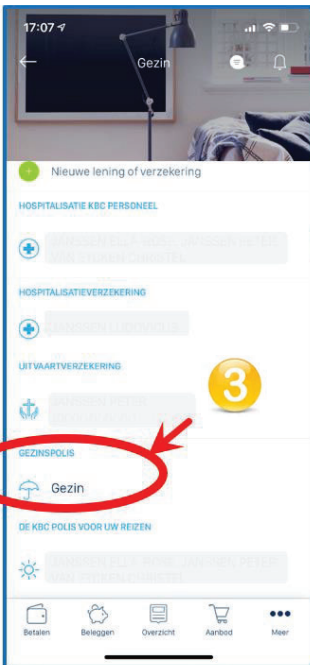 17:07
Gezin
Nieuwe lening of verzekering
HOSPITALISATIE KBC PERSONEEL
HOSPITALISATIEVERZEKERING
UITVAARTVERZEKERING
3
GEZINSPOLIS
Gezin
DE KBC POLIS VOOR UW REIZEN
Betalen Beleggen Overzicht Aanbod Meer